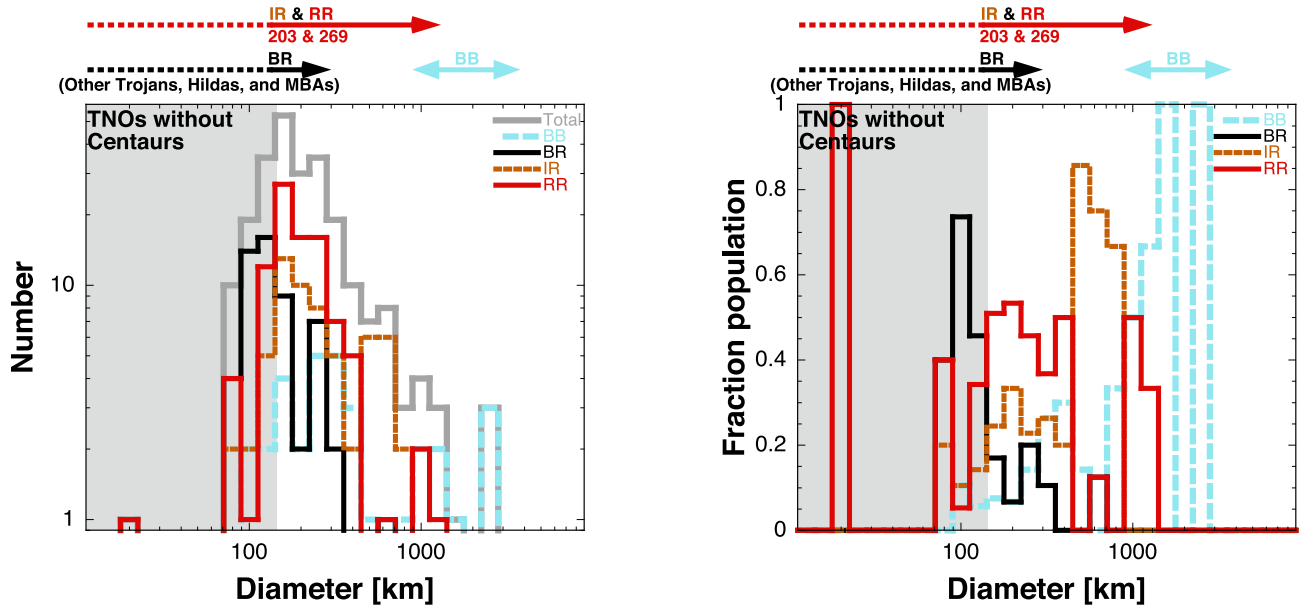 IR & RR
203 & 269
BR
BB
(Other Trojans, Hildas, and MBAs)
TNOs without
Centaurs
Total
BB
BR
IR
RR
10
1
100
1000
Number
Diameter [km]
IR & RR
203 & 269
BR
BB
(Other Trojans, Hildas, and MBAs)
TNOs without
Centaurs
BB
BR
IR
RR
1
0.8
0.6
0.4
0.2
0
100
1000
Fraction population
Diameter [km]